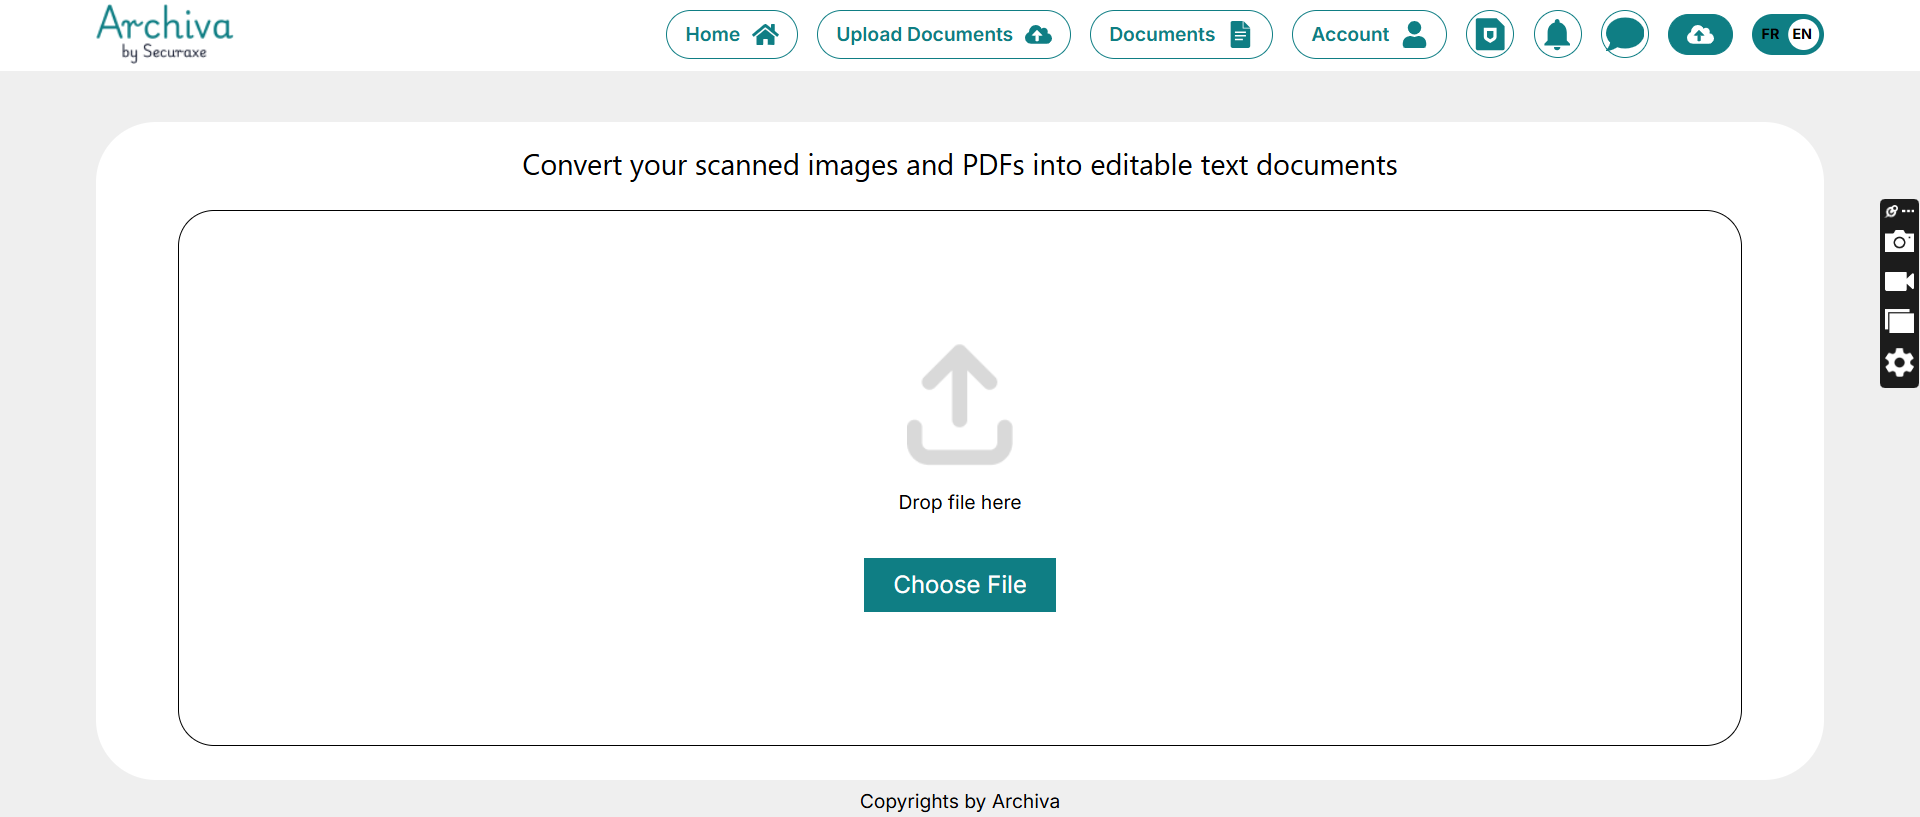 Archiva
by Securaxe
Home
Upload Documents
Documents
Account
FR EN
Convert your scanned images and PDFs into editable text documents
Drop file here
Choose File
Copyrights by Archiva